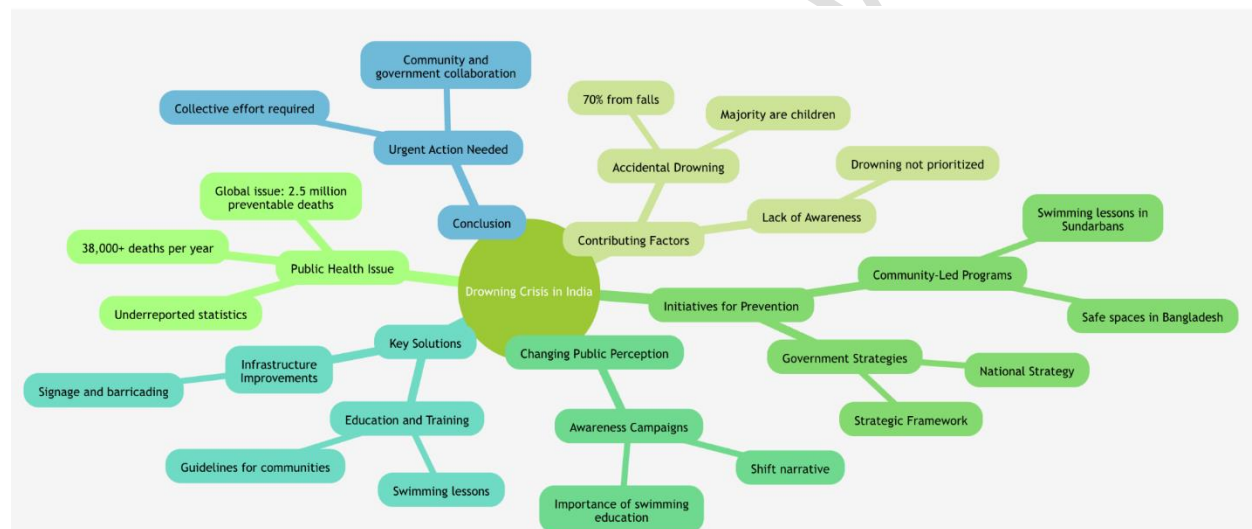 Community and
government collaboration
Collective effort required
Urgent Action Needed
Conclusion
70% from falls
Majority are children
Accidental Drowning
Drowning not prioritized
Lack of Awareness
Contributing Factors
Global issue: 2.5 million
preventable deaths
38,000+ deaths per year
Public Health Issue
Underreported statistics
Drowning Crisis in India
Swimming lessons in
Sundarbans
Community-Led Programs
Initiatives for Prevention
Safe spaces in Bangladesh
Government Strategies
National Strategy
Strategic Framework
Key Solutions
Infrastructure
Improvements
Signage and barricading
Education and Training
Guidelines for communities
Swimming lessons
Changing Public Perception
Awareness Campaigns
Shift narrative
Importance of swimming
education